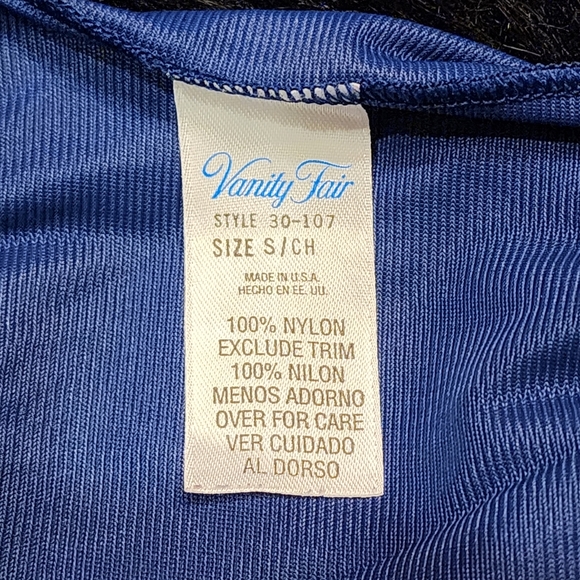 Vanity Fair
STYLE 30-107
SIZE S/CH
MADE IN U.S.A.
HECHO EN EE. UU.
100% NYLON
EXCLUDE TRIM
100% NILON
MENOS ADORNO
OVER FOR CARE
VER CUIDADO
AL DORSO